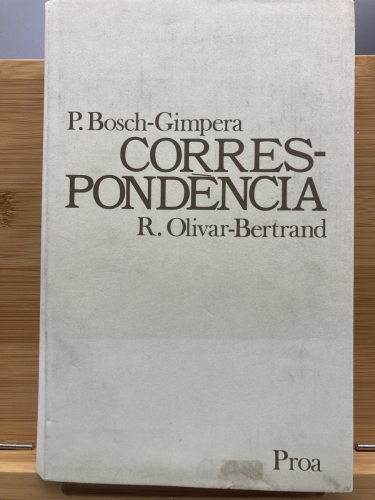 P. Bosch-Gimpera
CORRES-
PONDÈNCIA
R. Olivar-Bertrand
Proa